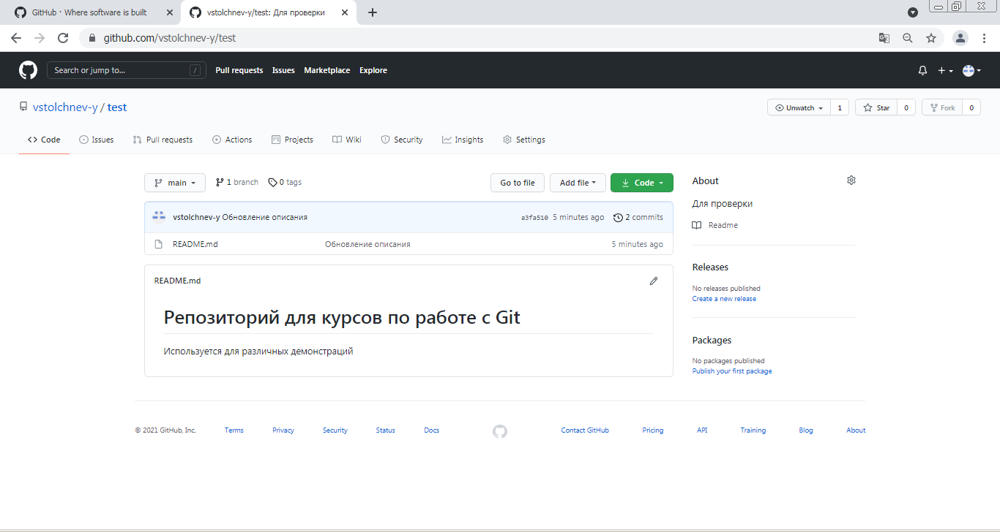 GitHub · Where software is built
vstolchnev-y/test: Для проверки
github.com/vstolchnev-y/test
Search or jump to... /
Pull requests Issues Marketplace Explore
vstolchnev-y / test
Unwatch 1 Star 0 Fork 0
Code Issues Pull requests Actions Projects Wiki Security Insights Settings
main 1 branch 0 tags Go to file Add file Code
vstolchnev-y Обновление описания a3fa510 5 minutes ago 2 commits
README.md Обновление описания 5 minutes ago
README.md
Репозиторий для курсов по работе с Git
Используется для различных демонстраций
About
Для проверки
Readme
Releases
No releases published
Create a new release
Packages
No packages published
Publish your first package
© 2021 GitHub, Inc. Terms Privacy Security Status Docs Contact GitHub Pricing API Training Blog About